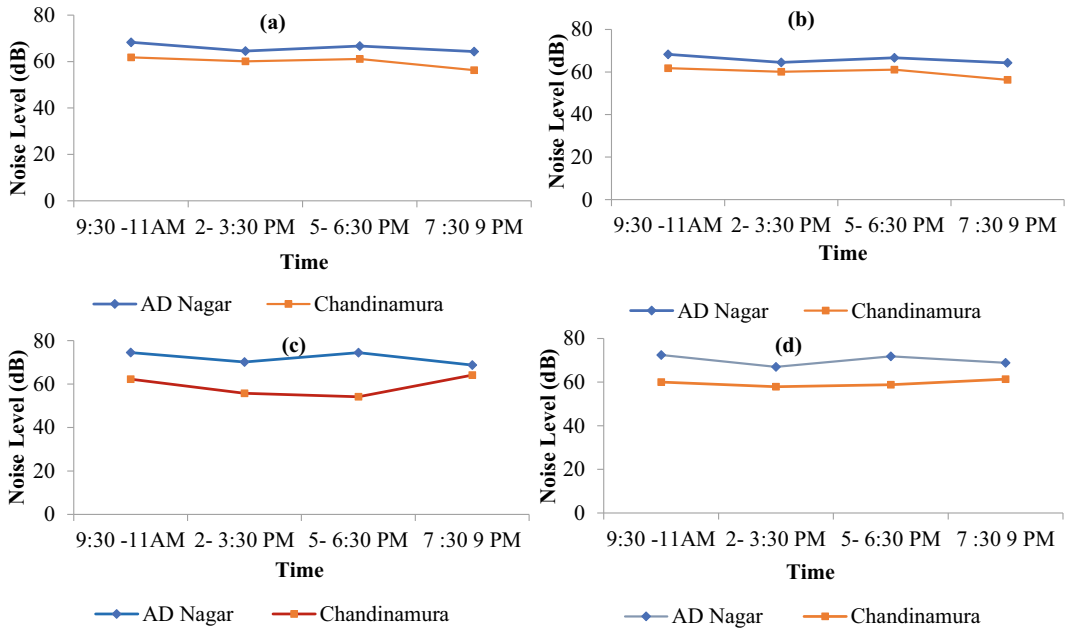 (a)
Noise Level (dB)
80
60
40
20
0
9:30 -11AM 2- 3:30 PM 5- 6:30 PM 7 :30 9 PM
Time
AD Nagar Chandinamura
(b)
Noise Level (dB)
80
60
40
20
0
9:30 -11AM 2- 3:30 PM 5- 6:30 PM 7 :30 9 PM
Time
AD Nagar Chandinamura
(c)
Noise Level (dB)
80
60
40
20
0
9:30 -11AM 2- 3:30 PM 5- 6:30 PM 7 :30 9 PM
Time
AD Nagar Chandinamura
(d)
Noise Level (dB)
80
60
40
20
0
9:30 -11AM 2- 3:30 PM 5- 6:30 PM 7 :30 9 PM
Time
AD Nagar Chandinamura